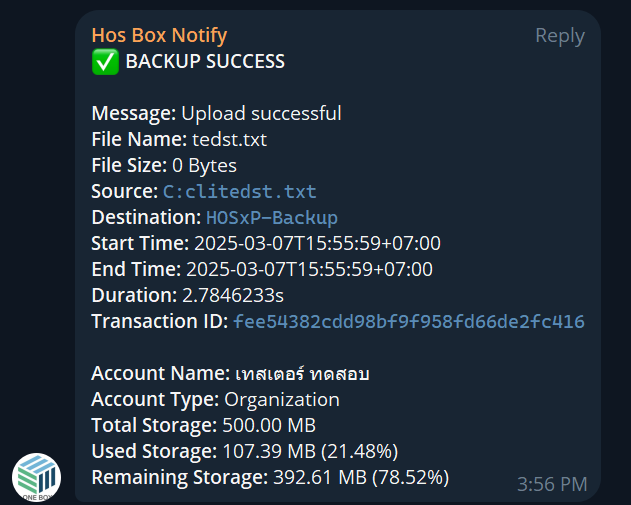 Hos Box Notify
Reply
✅ BACKUP SUCCESS
Message: Upload successful
File Name: tedst.txt
File Size: 0 Bytes
Source: C:clitedst.txt
Destination: HOSxP-Backup
Start Time: 2025-03-07T15:55:59+07:00
End Time: 2025-03-07T15:55:59+07:00
Duration: 2.7846233s
Transaction ID: fee54382cdd98bf9f958fd66de2fc416
Account Name: เทสเตอร์ ทดสอบ
Account Type: Organization
Total Storage: 500.00 MB
Used Storage: 107.39 MB (21.48%)
Remaining Storage: 392.61 MB (78.52%)
3:56 PM
ONE BOX